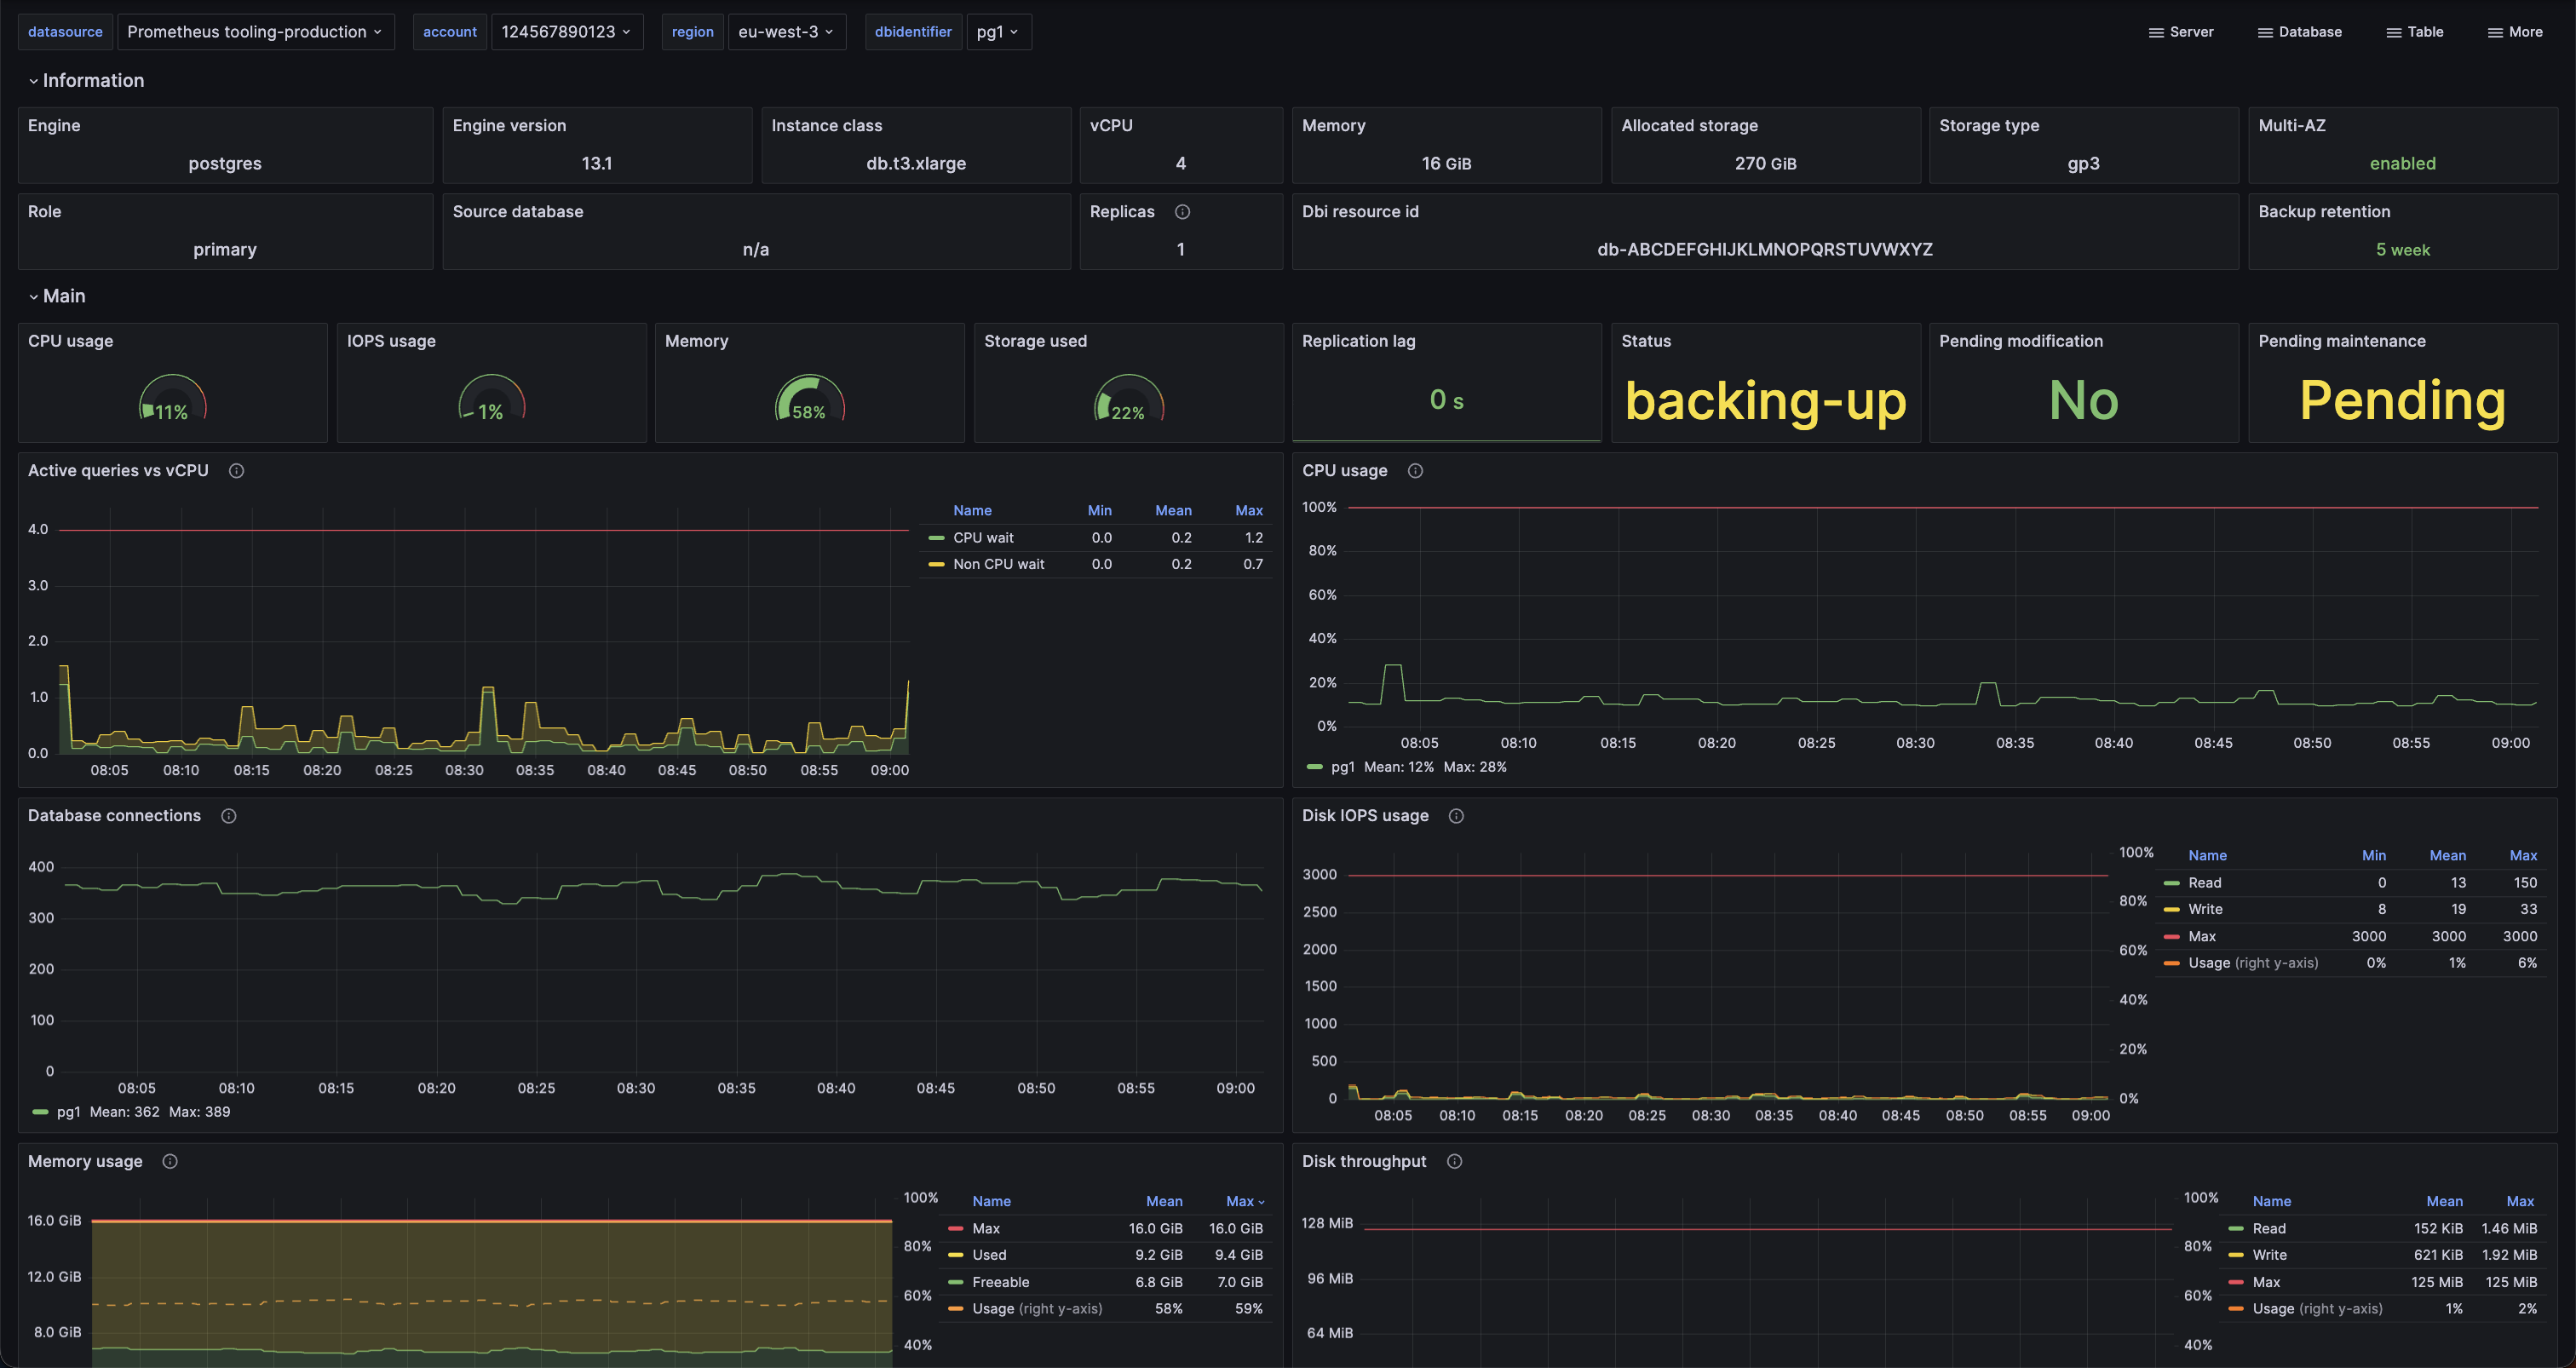 datasource Prometheus tooling-production account 124567890123 region eu-west-3 dbidentifier pg1 Server Database Table More
Information
Engine Engine version Instance class vCPU Memory Allocated storage Storage type Multi-AZ
postgres 13.1 db.t3.xlarge 4 16 GiB 270 GiB gp3 enabled
Role Source database Replicas Dbi resource id Backup retention
primary n/a 1 db-ABCDEFGHIJKLMNOPQRSTUVWXYZ 5 week
Main
CPU usage IOPS usage Memory Storage used Replication lag Status Pending modification Pending maintenance
11% 1% 58% 22% 0 s backing-up No Pending
Active queries vs vCPU
4.0
3.0
2.0
1.0
0.0
08:05 08:10 08:15 08:20 08:25 08:30 08:35 08:40 08:45 08:50 08:55 09:00
Name Min Mean Max
CPU wait 0.0 0.2 1.2
Non CPU wait 0.0 0.2 0.7
CPU usage
100%
80%
60%
40%
20%
0%
08:05 08:10 08:15 08:20 08:25 08:30 08:35 08:40 08:45 08:50 08:55 09:00
pg1 Mean: 12% Max: 28%
Database connections
400
300
200
100
0
08:05 08:10 08:15 08:20 08:25 08:30 08:35 08:40 08:45 08:50 08:55 09:00
pg1 Mean: 362 Max: 389
Disk IOPS usage
3000
2500
2000
1500
1000
500
0
100%
80%
60%
40%
20%
0%
08:05 08:10 08:15 08:20 08:25 08:30 08:35 08:40 08:45 08:50 08:55 09:00
Name Min Mean Max
Read 0 13 150
Write 8 19 33
Max 3000 3000 3000
Usage (right y-axis) 0% 1% 6%
Memory usage
16.0 GiB
12.0 GiB
8.0 GiB
100%
80%
60%
40%
Name Mean Max
Max 16.0 GiB 16.0 GiB
Used 9.2 GiB 9.4 GiB
Freeable 6.8 GiB 7.0 GiB
Usage (right y-axis) 58% 59%
Disk throughput
128 MiB
96 MiB
64 MiB
100%
80%
60%
40%
Name Mean Max
Read 152 KiB 1.46 MiB
Write 621 KiB 1.92 MiB
Max 125 MiB 125 MiB
Usage (right y-axis) 1% 2%